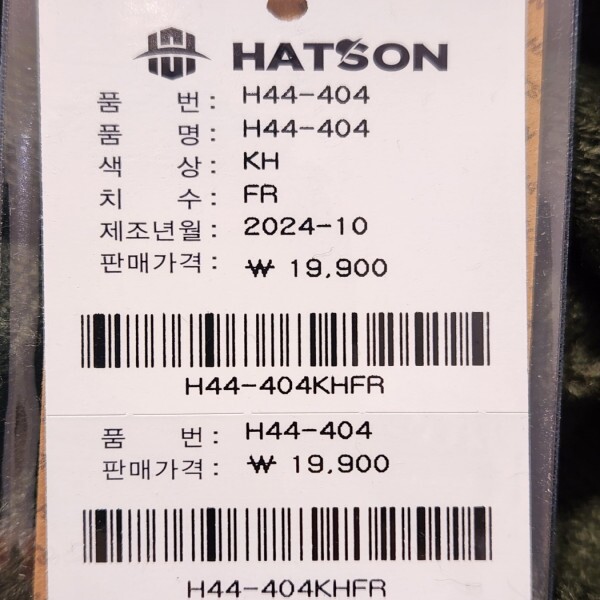 HATSON
품 번 : H44-404
품 명 : H44-404
색 상 : KH
치 수 : FR
제조년월 : 2024-10
판매가격 : ₩ 19,900
H44-404KHFR
품 번 : H44-404
판매가격 : ₩ 19,900
H44-404KHFR